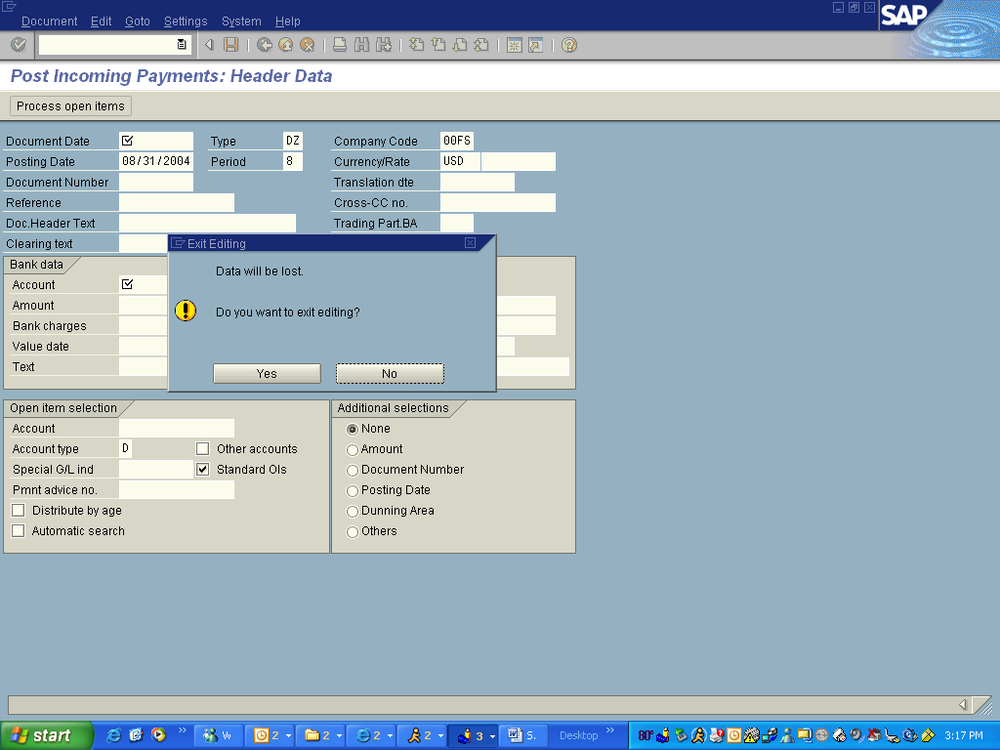 Document Edit Goto Settings System Help
SAP
Post Incoming Payments: Header Data
Process open items
Document Date Type DZ Company Code 00FS
Posting Date 08/31/2004 Period 8 Currency/Rate USD
Document Number Translation dte
Reference Cross-CC no.
Doc.Header Text Trading Part.BA
Clearing text
Exit Editing
Data will be lost.
Do you want to exit editing?
Yes No
Bank data
Account
Amount
Bank charges
Value date
Text
Open item selection
Account
Account type D Other accounts
Special G/L ind Standard OIs
Pmnt advice no.
Distribute by age
Automatic search
Additional selections
None
Amount
Document Number
Posting Date
Dunning Area
Others
start W 2 2 2 2 3 S. Desktop 80° 3:17 PM